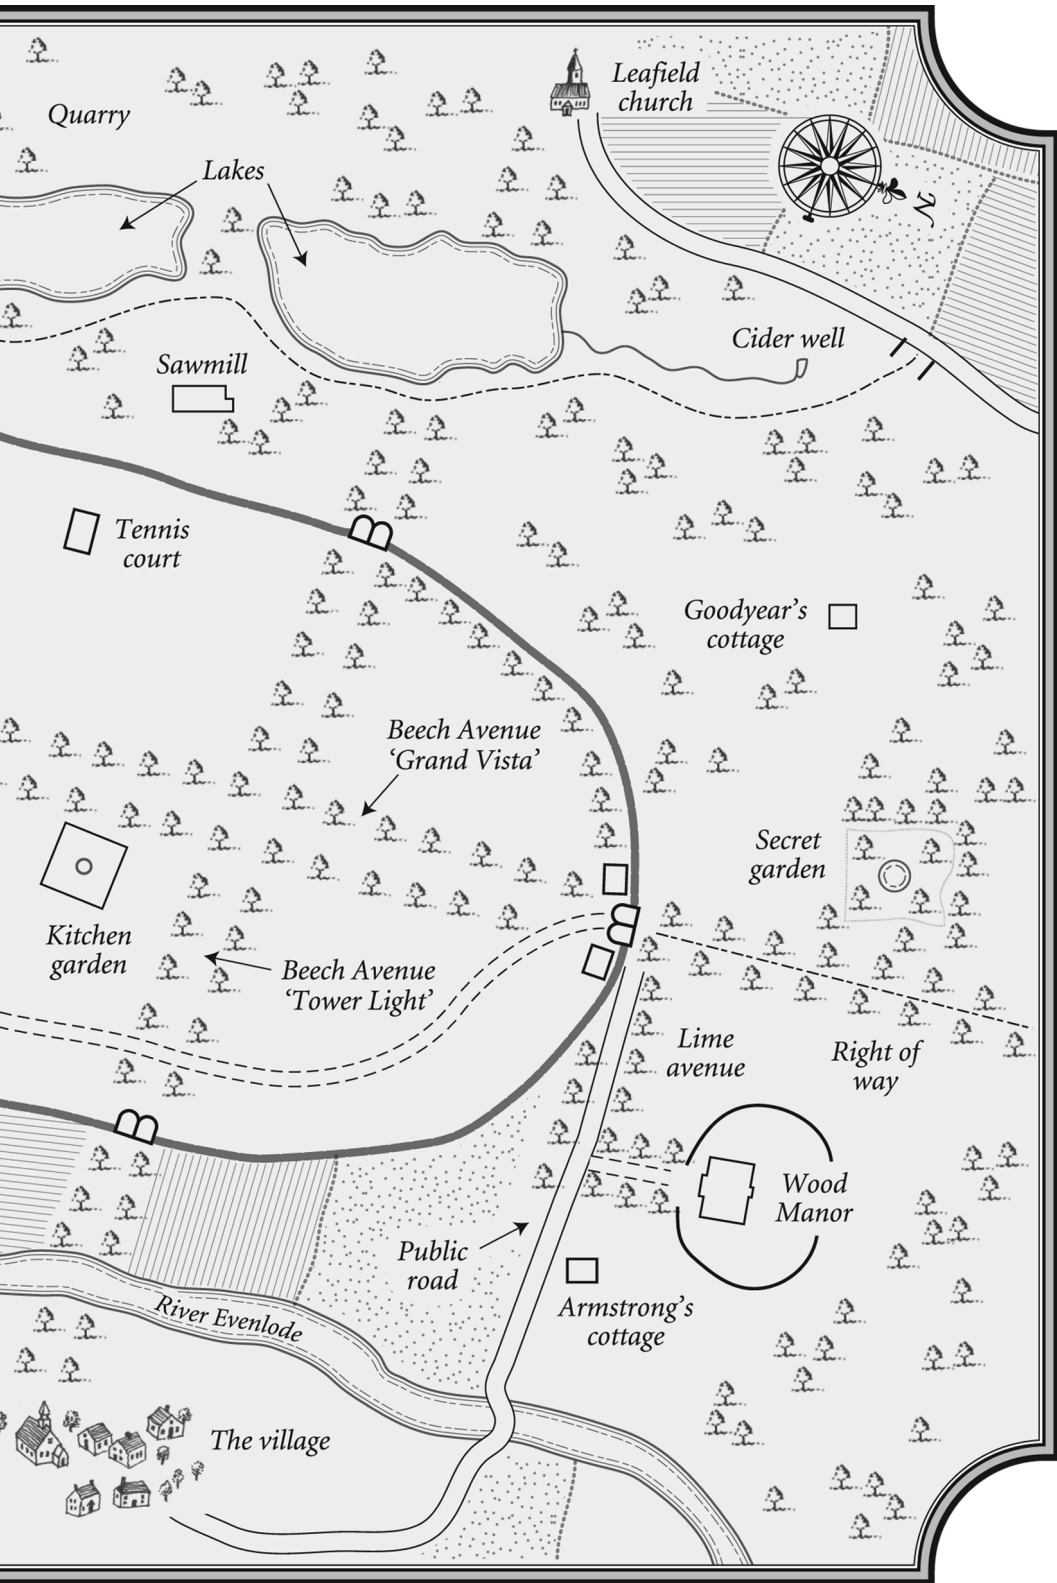 Leafield
church
Quarry
Lakes
N
Cider well
Sawmill
Tennis
court
Goodyear's
cottage
Beech Avenue
'Grand Vista'
Secret
garden
Kitchen
garden
Beech Avenue
'Tower Light'
Lime
avenue
Right of
way
Wood
Manor
Public
road
Armstrong's
cottage
River Evenlode
The village